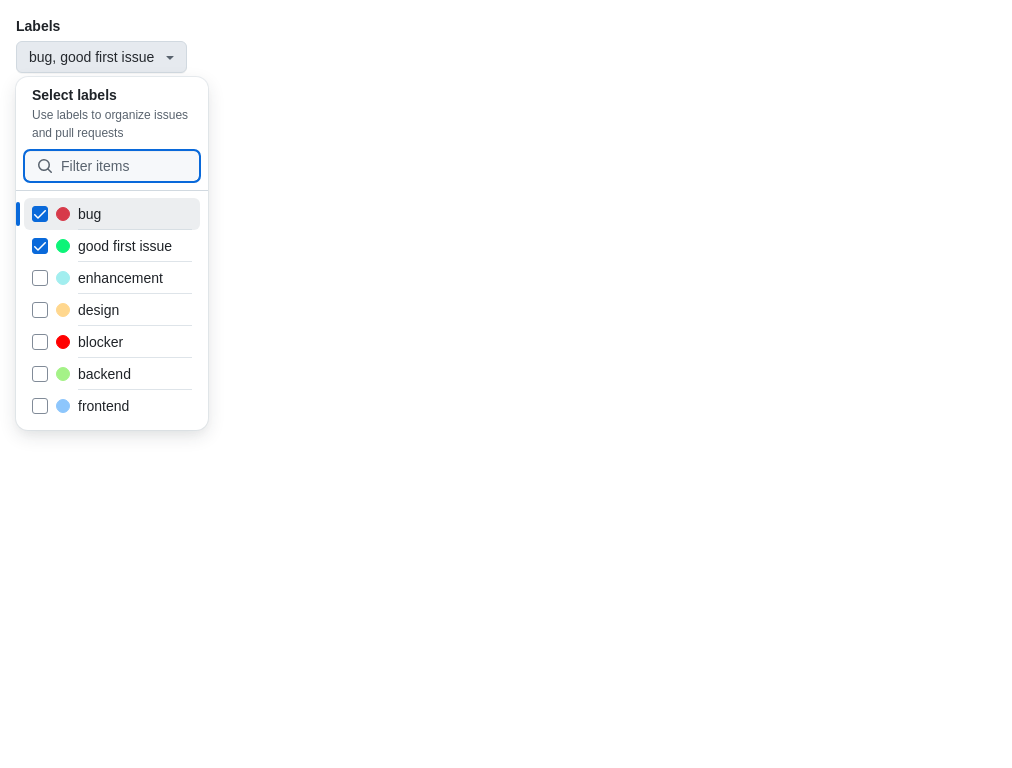 Labels
bug, good first issue
Select labels
Use labels to organize issues
and pull requests
Filter items
bug
good first issue
enhancement
design
blocker
backend
frontend